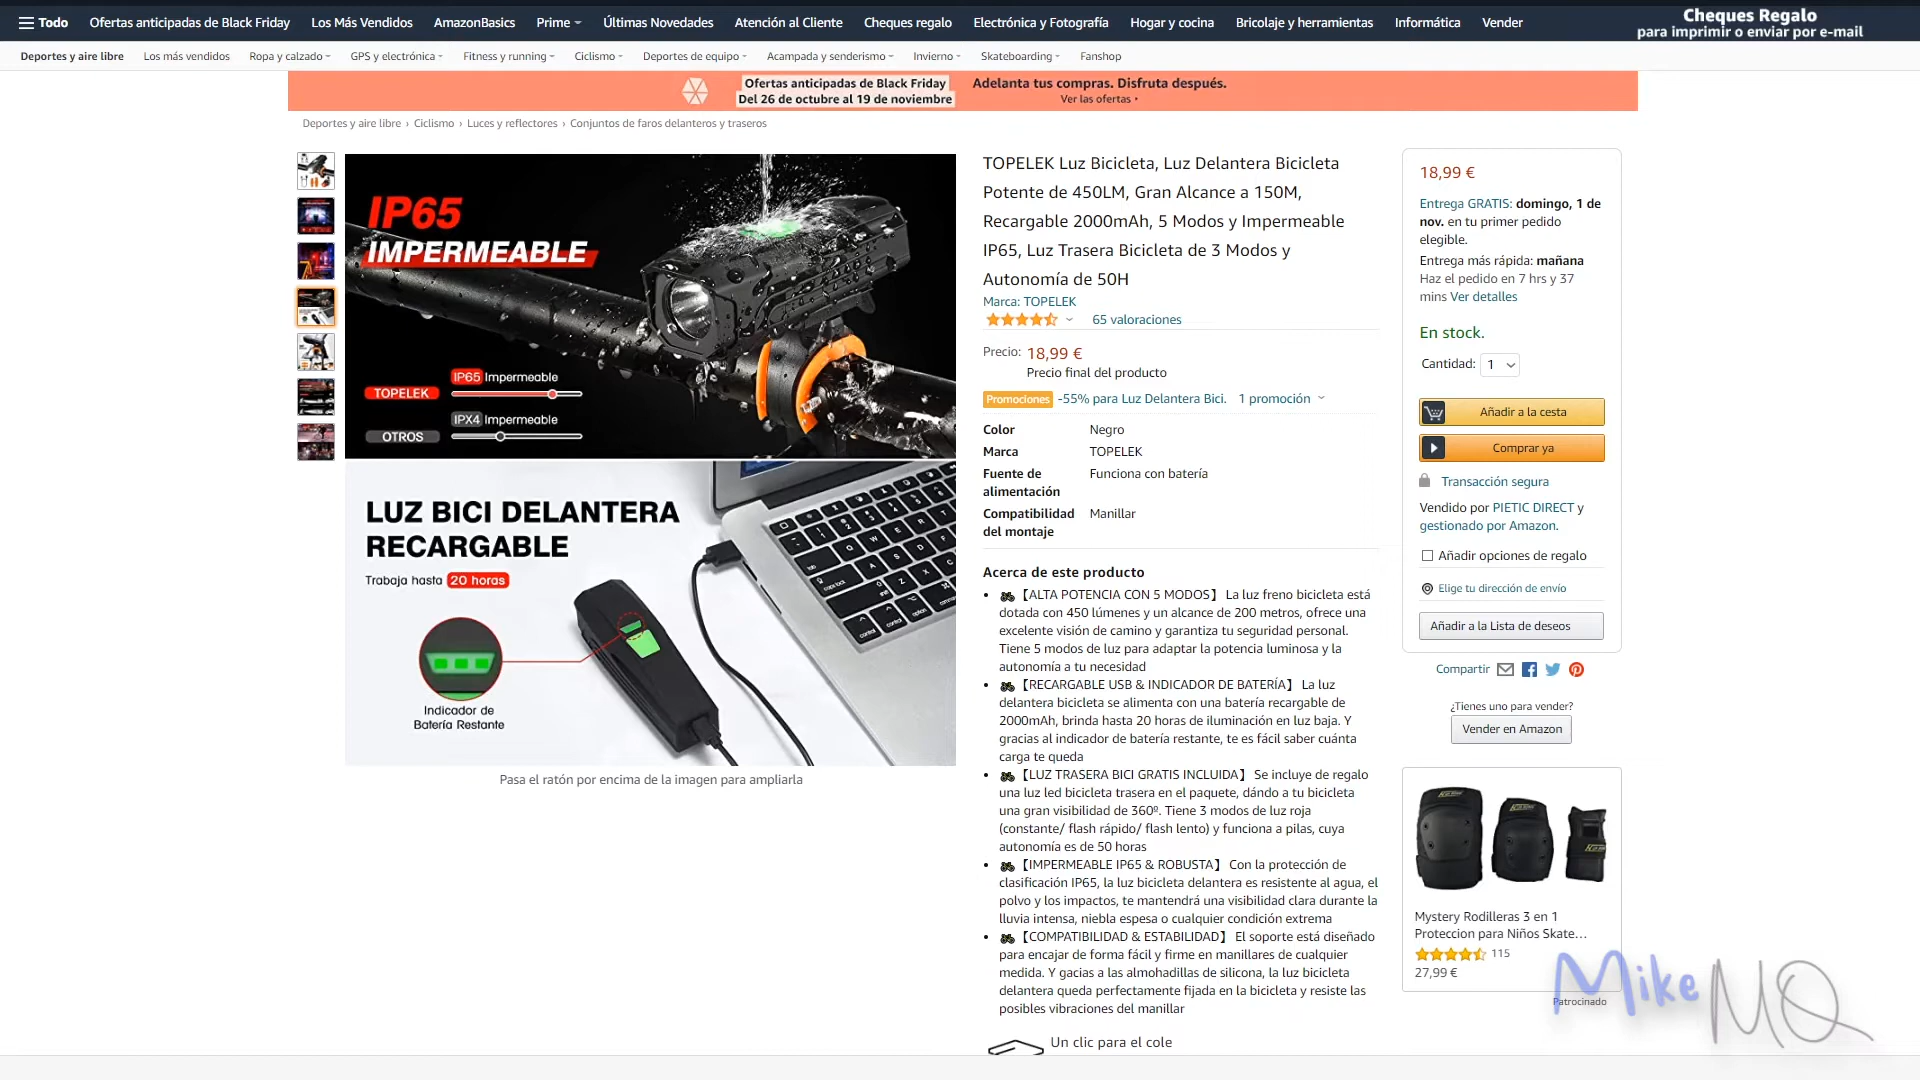 Todo
Ofertas anticipadas de Black Friday
Los Más Vendidos
AmazonBasics
Prime
Últimas Novedades
Atención al Cliente
Cheques regalo
Electrónica y Fotografía
Hogar y cocina
Bricolaje y herramientas
Informática
Vender
Cheques Regalo
para imprimir o enviar por e-mail
Deportes y aire libre
Los más vendidos
Ropa y calzado
GPS y electrónica
Fitness y running
Ciclismo
Deportes de equipo
Acampada y senderismo
Invierno
Skateboarding
Fanshop
Ofertas anticipadas de Black Friday
Del 26 de octubre al 19 de noviembre
Adelanta tus compras. Disfruta después.
Ver las ofertas
Deportes y aire libre › Ciclismo › Luces y reflectores › Conjuntos de faros delanteros y traseros
IP65
IMPERMEABLE
TOPELEK
IP65 Impermeable
OTROS
IPX4 Impermeable
LUZ BICI DELANTERA
RECARGABLE
Trabaja hasta 20 horas
Indicador de
Batería Restante
Pasa el ratón por encima de la imagen para ampliarla
TOPELEK Luz Bicicleta, Luz Delantera Bicicleta
Potente de 450LM, Gran Alcance a 150M,
Recargable 2000mAh, 5 Modos y Impermeable
IP65, Luz Trasera Bicicleta de 3 Modos y
Autonomía de 50H
Marca: TOPELEK
65 valoraciones
Precio: 18,99 €
Precio final del producto
Promociones -55% para Luz Delantera Bici. 1 promoción
Color Negro
Marca TOPELEK
Fuente de alimentación Funciona con batería
Compatibilidad del montaje Manillar
Acerca de este producto
【ALTA POTENCIA CON 5 MODOS】 La luz freno bicicleta está
dotada con 450 lúmenes y un alcance de 200 metros, ofrece una
excelente visión de camino y garantiza tu seguridad personal.
Tiene 5 modos de luz para adaptar la potencia luminosa y la
autonomía a tu necesidad
【RECARGABLE USB & INDICADOR DE BATERÍA】 La luz
delantera bicicleta se alimenta con una batería recargable de
2000mAh, brinda hasta 20 horas de iluminación en luz baja. Y
gracias al indicador de batería restante, te es fácil saber cuánta
carga te queda
【LUZ TRASERA BICI GRATIS INCLUIDA】 Se incluye de regalo
una luz led bicicleta trasera en el paquete, dándo a tu bicicleta
una gran visibilidad de 360º. Tiene 3 modos de luz roja
(constante/ flash rápido/ flash lento) y funciona a pilas, cuya
autonomía es de 50 horas
【IMPERMEABLE IP65 & ROBUSTA】 Con la protección de
clasificación IP65, la luz bicicleta delantera es resistente al agua, el
polvo y los impactos, te mantendrá una visibilidad clara durante la
lluvia intensa, niebla espesa o cualquier condición extrema
【COMPATIBILIDAD & ESTABILIDAD】 El soporte está diseñado
para encajar de forma fácil y firme en manillares de cualquier
medida. Y gacias a las almohadillas de silicona, la luz bicicleta
delantera queda perfectamente fijada en la bicicleta y resiste las
posibles vibraciones del manillar
Un clic para el cole
18,99 €
Entrega GRATIS: domingo, 1 de
nov. en tu primer pedido
elegible.
Entrega más rápida: mañana
Haz el pedido en 7 hrs y 37
mins Ver detalles
En stock.
Cantidad: 1
Añadir a la cesta
Comprar ya
Transacción segura
Vendido por PIETIC DIRECT y
gestionado por Amazon.
Añadir opciones de regalo
Elige tu dirección de envío
Añadir a la Lista de deseos
Compartir
¿Tienes uno para vender?
Vender en Amazon
Mystery Rodilleras 3 en 1
Proteccion para Niños Skate…
115
27,99 €
Patrocinado
Mike MQ